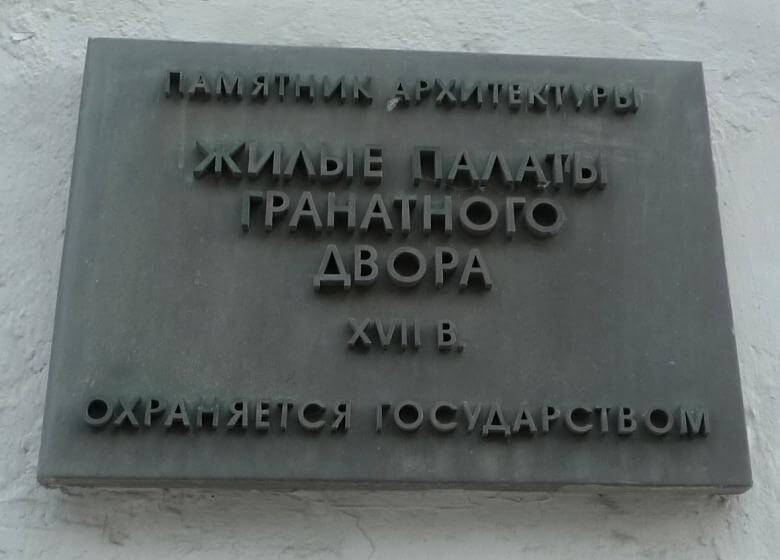 ПАМЯТНИК АРХИТЕКТУРЫ
ЖИЛЫЕ ПАЛАТЫ
ГРАНАТНОГО
ДВОРА
XVII В.
ОХРАНЯЕТСЯ ГОСУДАРСТВОМ